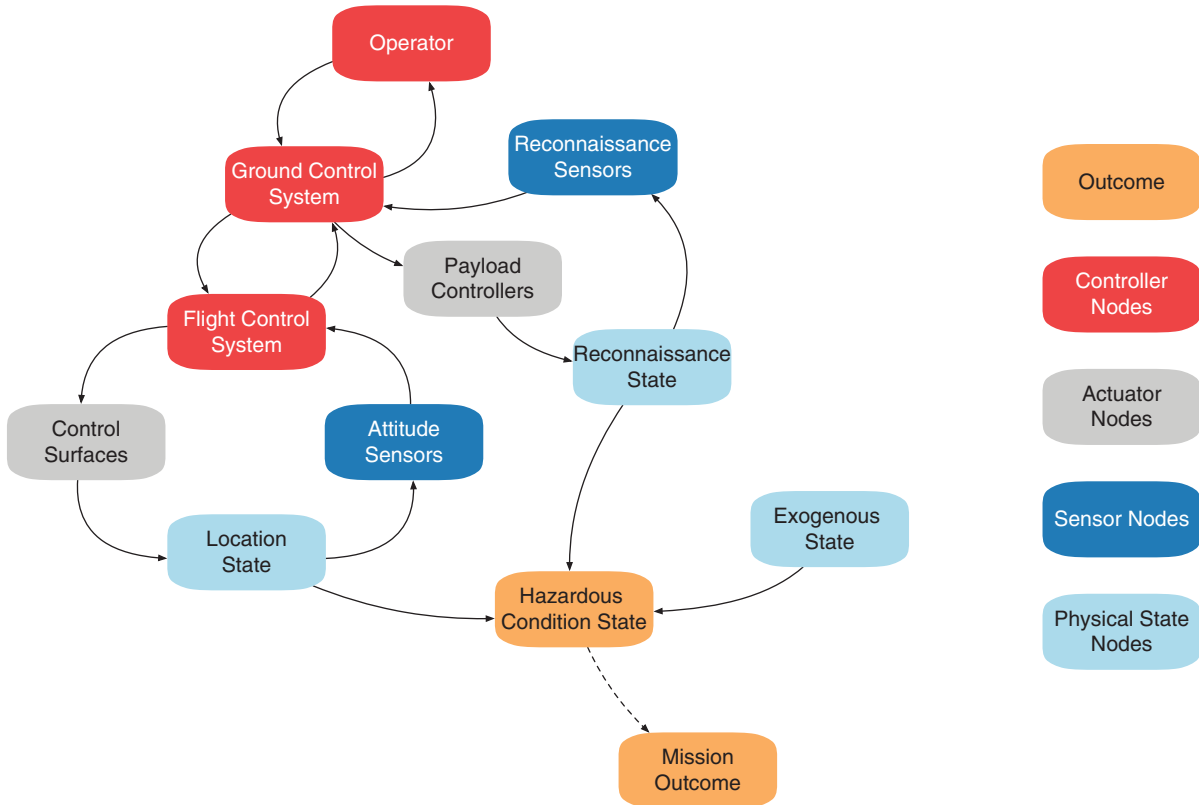 Operator
Ground Control
System
Reconnaissance
Sensors
Payload
Controllers
Flight Control
System
Reconnaissance
State
Control
Surfaces
Attitude
Sensors
Location
State
Exogenous
State
Hazardous
Condition State
Mission
Outcome
Outcome
Controller
Nodes
Actuator
Nodes
Sensor Nodes
Physical State
Nodes